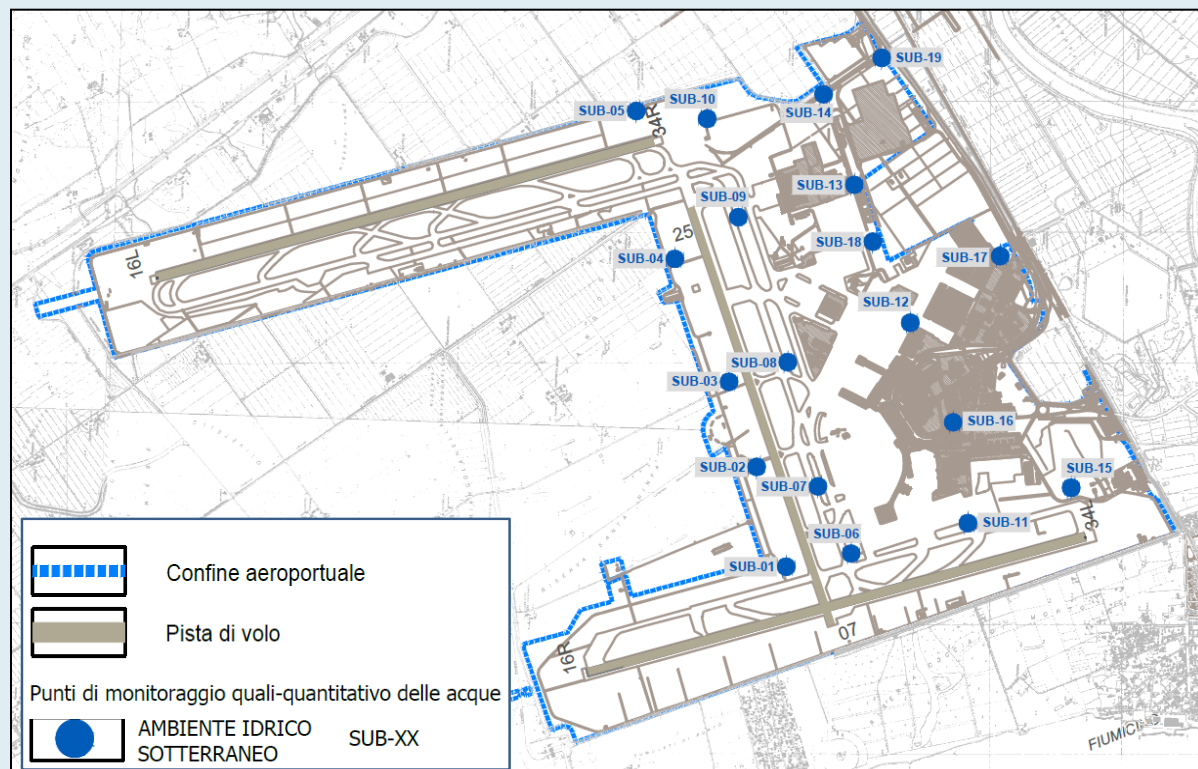 SUB-19
SUB-10
SUB-05
SUB-14
34R
SUB-13
SUB-09
25
SUB-18
SUB-04
SUB-17
16L
SUB-12
SUB-08
SUB-03
SUB-16
SUB-02
SUB-07
SUB-15
SUB-11
34L
SUB-06
SUB-01
07
16R
Confine aeroportuale
Pista di volo
Punti di monitoraggio quali-quantitativo delle acque
AMBIENTE IDRICO
SOTTERRANEO
SUB-XX